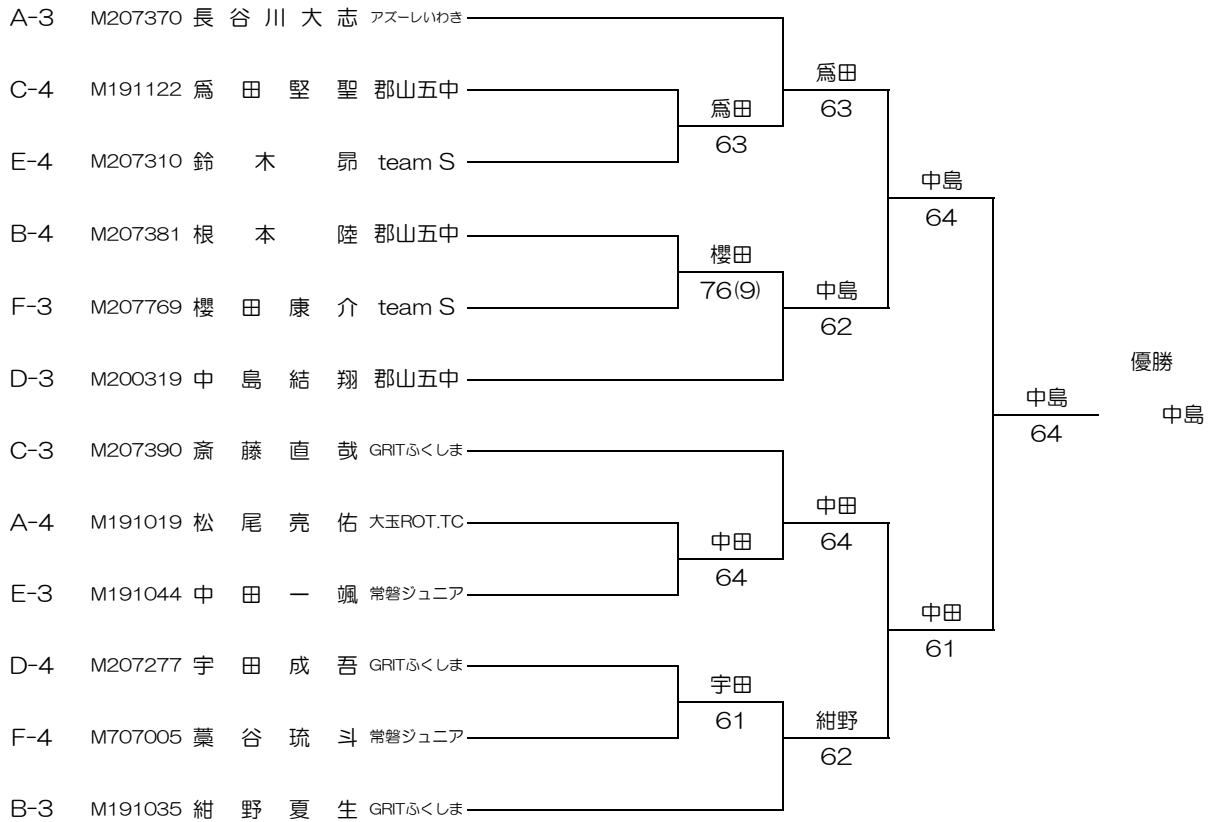 A-3 M207370 長谷川大志 アズーレいわき
爲田
C-4 M191122 爲田堅聖 郡山五中
爲田
63
63
E-4 M207310 鈴木昴 team S
中島
64
B-4 M207381 根本陸 郡山五中
櫻田
76(9)
中島
F-3 M207769 櫻田康介 team S
62
優勝
D-3 M200319 中島結翔 郡山五中
中島
中島
64
C-3 M207390 斎藤直哉 GRITふくしま
中田
A-4 M191019 松尾亮佑 大玉ROT.TC
中田
64
64
E-3 M191044 中田一颯 常磐ジュニア
中田
61
D-4 M207277 宇田成吾 GRITふくしま
宇田
61
紺野
F-4 M707005 藁谷琉斗 常磐ジュニア
62
B-3 M191035 紺野夏生 GRITふくしま